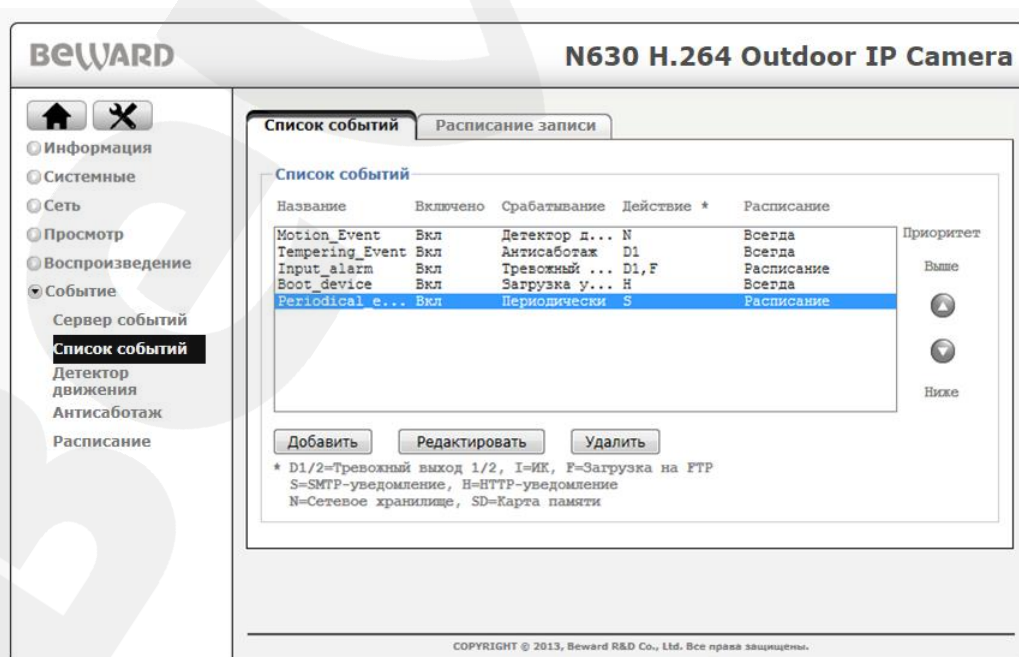 BEWARD
N630 H.264 Outdoor IP Camera
Информация
Системные
Сеть
Просмотр
Воспроизведение
Событие
Сервер событий
Список событий
Детектор
движения
Антисаботаж
Расписание
Список событий Расписание записи
Список событий
Название Включено Срабатывание Действие * Расписание
Motion_Event Вкл Детектор д... N Всегда
Tempering_Event Вкл Антисаботаж D1 Всегда
Input_alarm Вкл Тревожный ... D1,F Расписание
Boot_device Вкл Загрузка у... H Всегда
Periodical_e... Вкл Периодически S Расписание
Приоритет
Выше
Ниже
Добавить Редактировать Удалить
* D1/2=Тревожный выход 1/2, I=ИК, F=Загрузка на FTP
S=SMTP-уведомление, H=HTTP-уведомление
N=Сетевое хранилище, SD=Карта памяти
COPYRIGHT © 2013, Beward R&D Co., Ltd. Все права защищены.